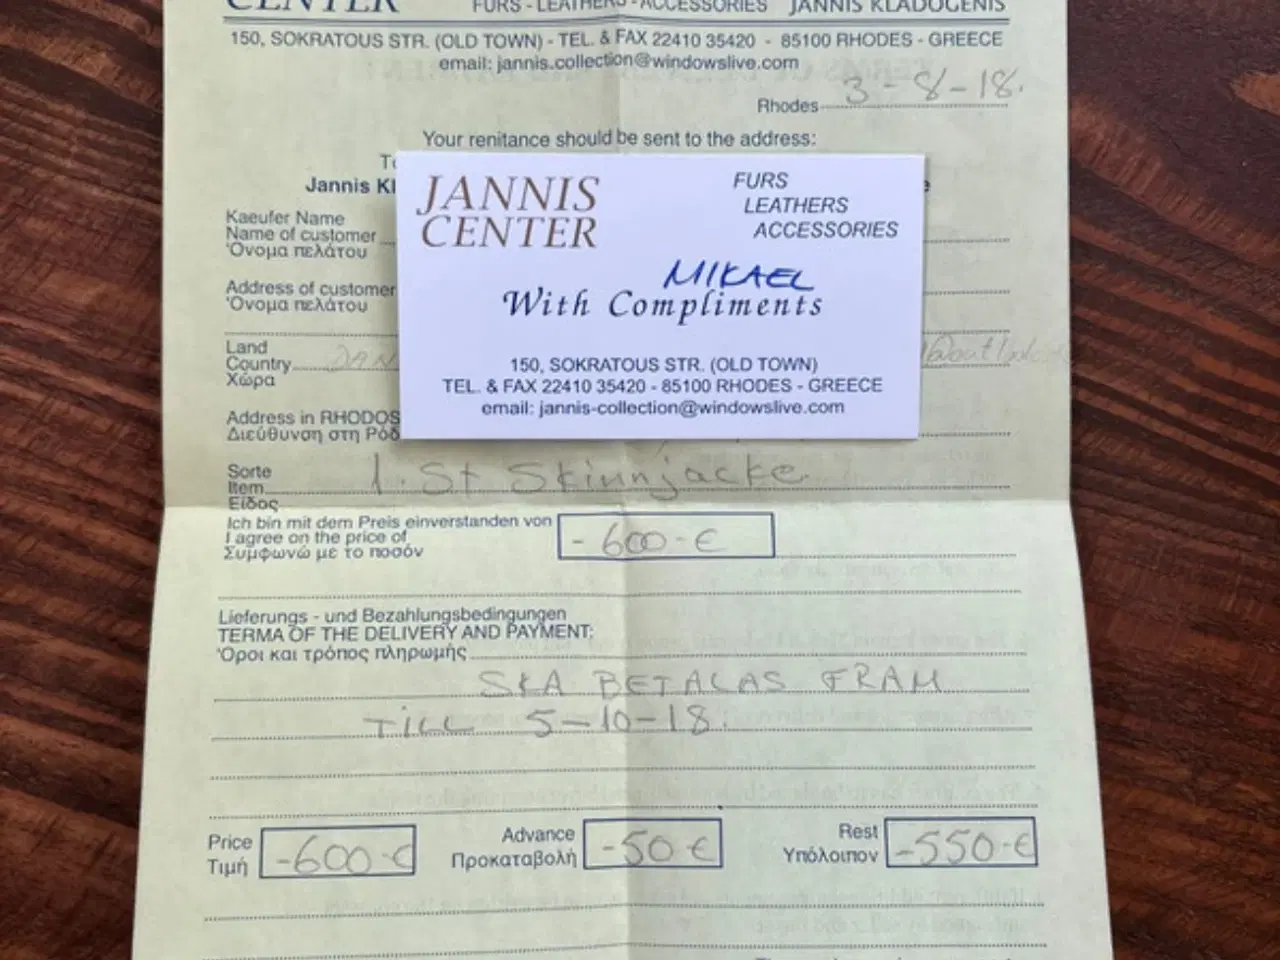 CENTER FURS - LEATHERS - ACCESSORIES JANNIS KLADOGENIS
150, SOKRATOUS STR. (OLD TOWN) - TEL. & FAX 22410 35420 - 85100 RHODES - GREECE
email: jannis.collection@windowslive.com
Rhodes 3-8-18.
Your renitance should be sent to the address:
Jannis
JANNIS
CENTER
FURS
LEATHERS
ACCESSORIES
MIKAEL
With Compliments
150, SOKRATOUS STR. (OLD TOWN)
TEL. & FAX 22410 35420 - 85100 RHODES - GREECE
email: jannis-collection@windowslive.com
Kaeufer Name
Name of customer
Όνομα πελάτου
Address of customer
Όνομα πελάτου
Land
Country DAN
Χώρα
Address in RHODOS
Διεύθυνση στη Ρόδ
Sorte
Item 1. St Skinnjacke
Είδος
Ich bin mit dem Preis einverstanden von
I agree on the price of - 600 - €
Συμφωνώ με το ποσόν
Lieferungs - und Bezahlungsbedingungen
TERMA OF THE DELIVERY AND PAYMENT:
Όροι και τρόπος πληρωμής
SKA BETALAS FRAM
TILL 5-10-18.
Price
Τιμή -600-€
Advance
Προκαταβολή -50€
Rest
Υπόλοιπον -550-€